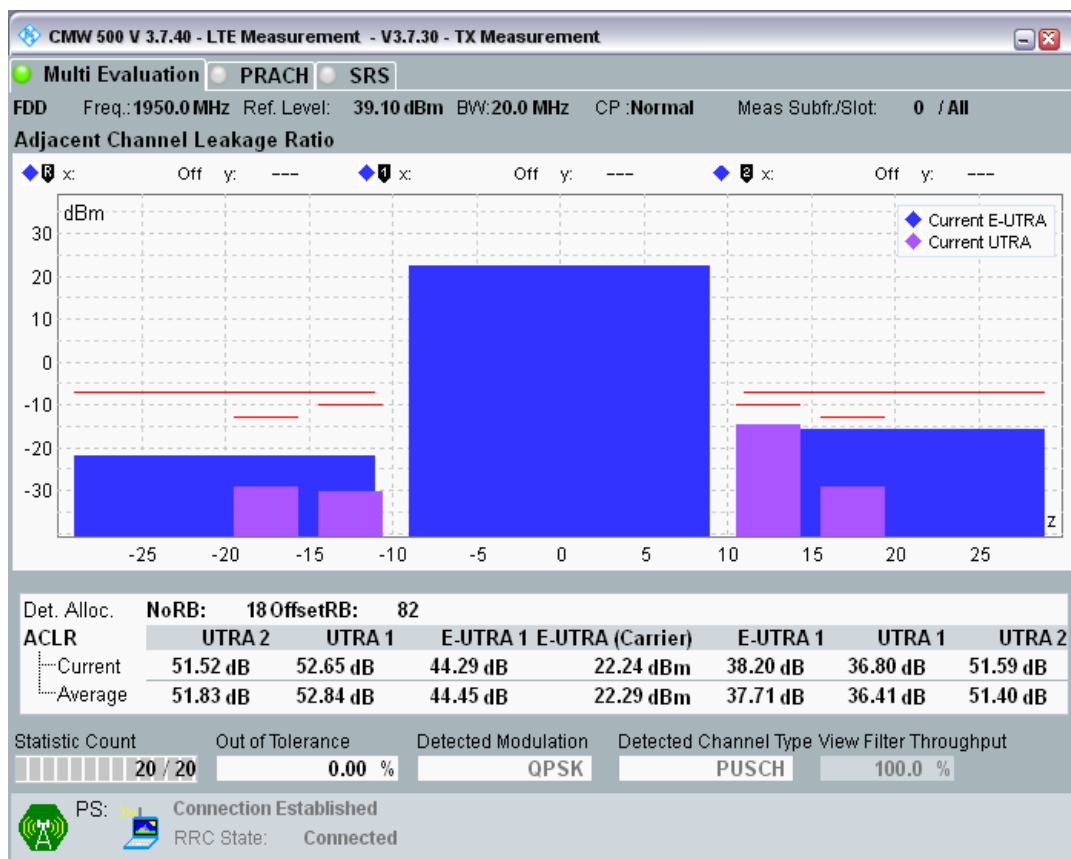 CMW 500 V 3.7.40 - LTE Measurement - V3.7.30 - TX Measurement
Multi Evaluation PRACH SRS
FDD Freq.:1950.0 MHz Ref. Level: 39.10 dBm BW:20.0 MHz CP :Normal Meas Subfr./Slot: 0 / All
Adjacent Channel Leakage Ratio
R x: Off y: --- 1 x: Off y: --- 2 x: Off y: ---
dBm
Current E-UTRA
Current UTRA
30
20
10
0
-10
-20
-30
z
-25 -20 -15 -10 -5 0 5 10 15 20 25
Det. Alloc. NoRB: 18 OffsetRB: 82
ACLR UTRA 2 UTRA 1 E-UTRA 1 E-UTRA (Carrier) E-UTRA 1 UTRA 1 UTRA 2
Current 51.52 dB 52.65 dB 44.29 dB 22.24 dBm 38.20 dB 36.80 dB 51.59 dB
Average 51.83 dB 52.84 dB 44.45 dB 22.29 dBm 37.71 dB 36.41 dB 51.40 dB
Statistic Count Out of Tolerance Detected Modulation Detected Channel Type View Filter Throughput
20 / 20 0.00 % QPSK PUSCH 100.0 %
PS: Connection Established
RRC State: Connected